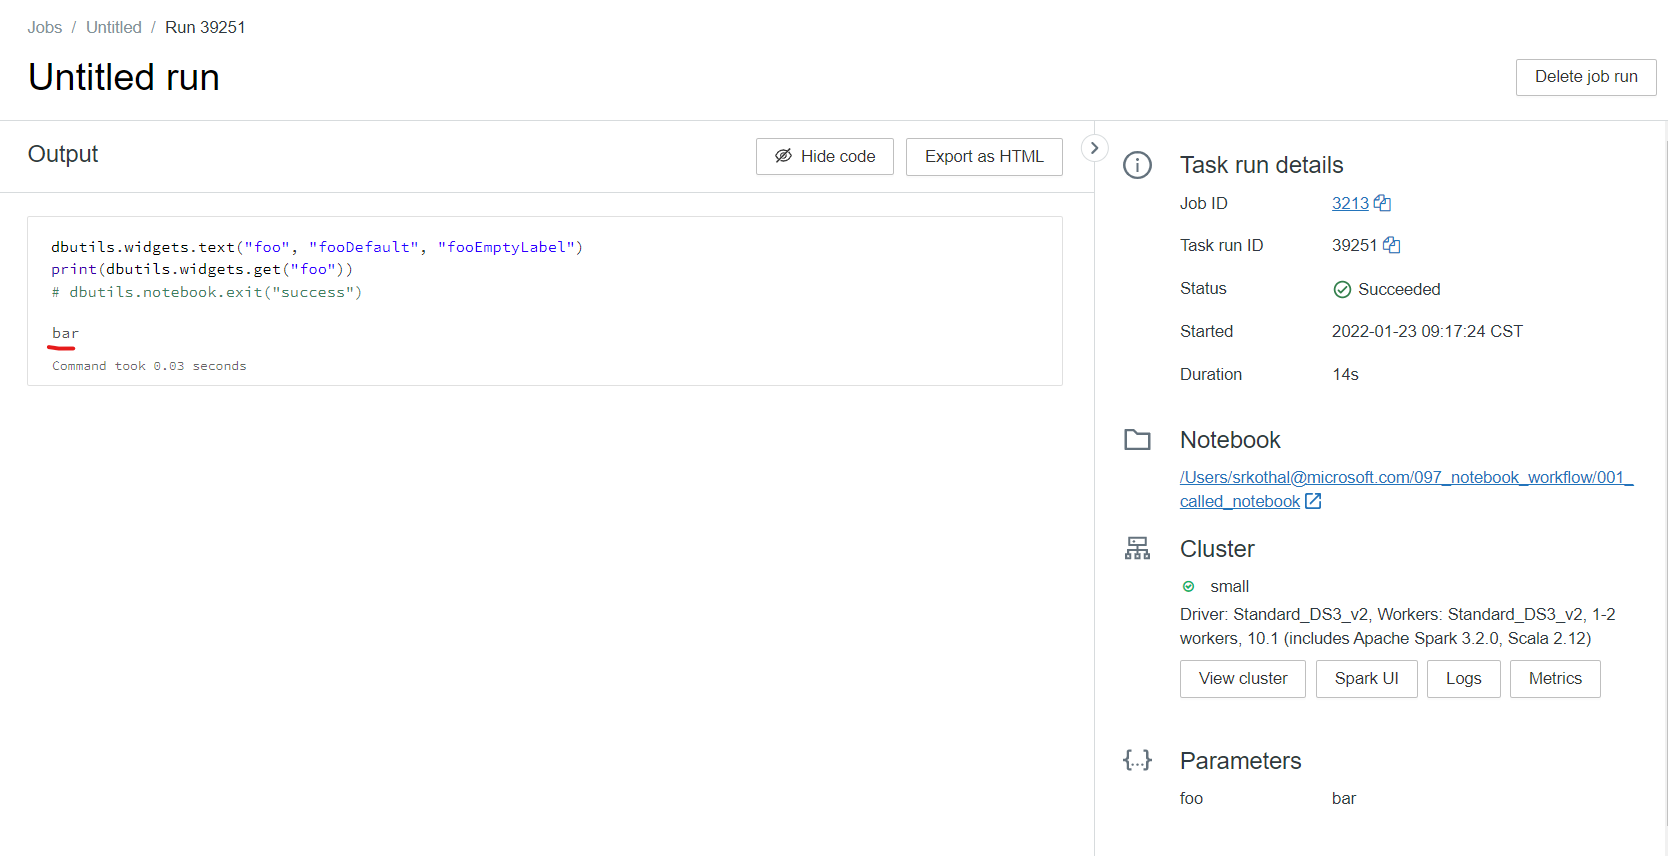 Jobs / Untitled / Run 39251
Untitled run
Delete job run
Output
Hide code
Export as HTML
dbutils.widgets.text("foo", "fooDefault", "fooEmptyLabel")
print(dbutils.widgets.get("foo"))
# dbutils.notebook.exit("success")
bar
Command took 0.03 seconds
Task run details
Job ID 3213
Task run ID 39251
Status Succeeded
Started 2022-01-23 09:17:24 CST
Duration 14s
Notebook
/Users/srkothal@microsoft.com/097_notebook_workflow/001_
called_notebook
Cluster
small
Driver: Standard_DS3_v2, Workers: Standard_DS3_v2, 1-2
workers, 10.1 (includes Apache Spark 3.2.0, Scala 2.12)
View cluster
Spark UI
Logs
Metrics
{...} Parameters
foo bar